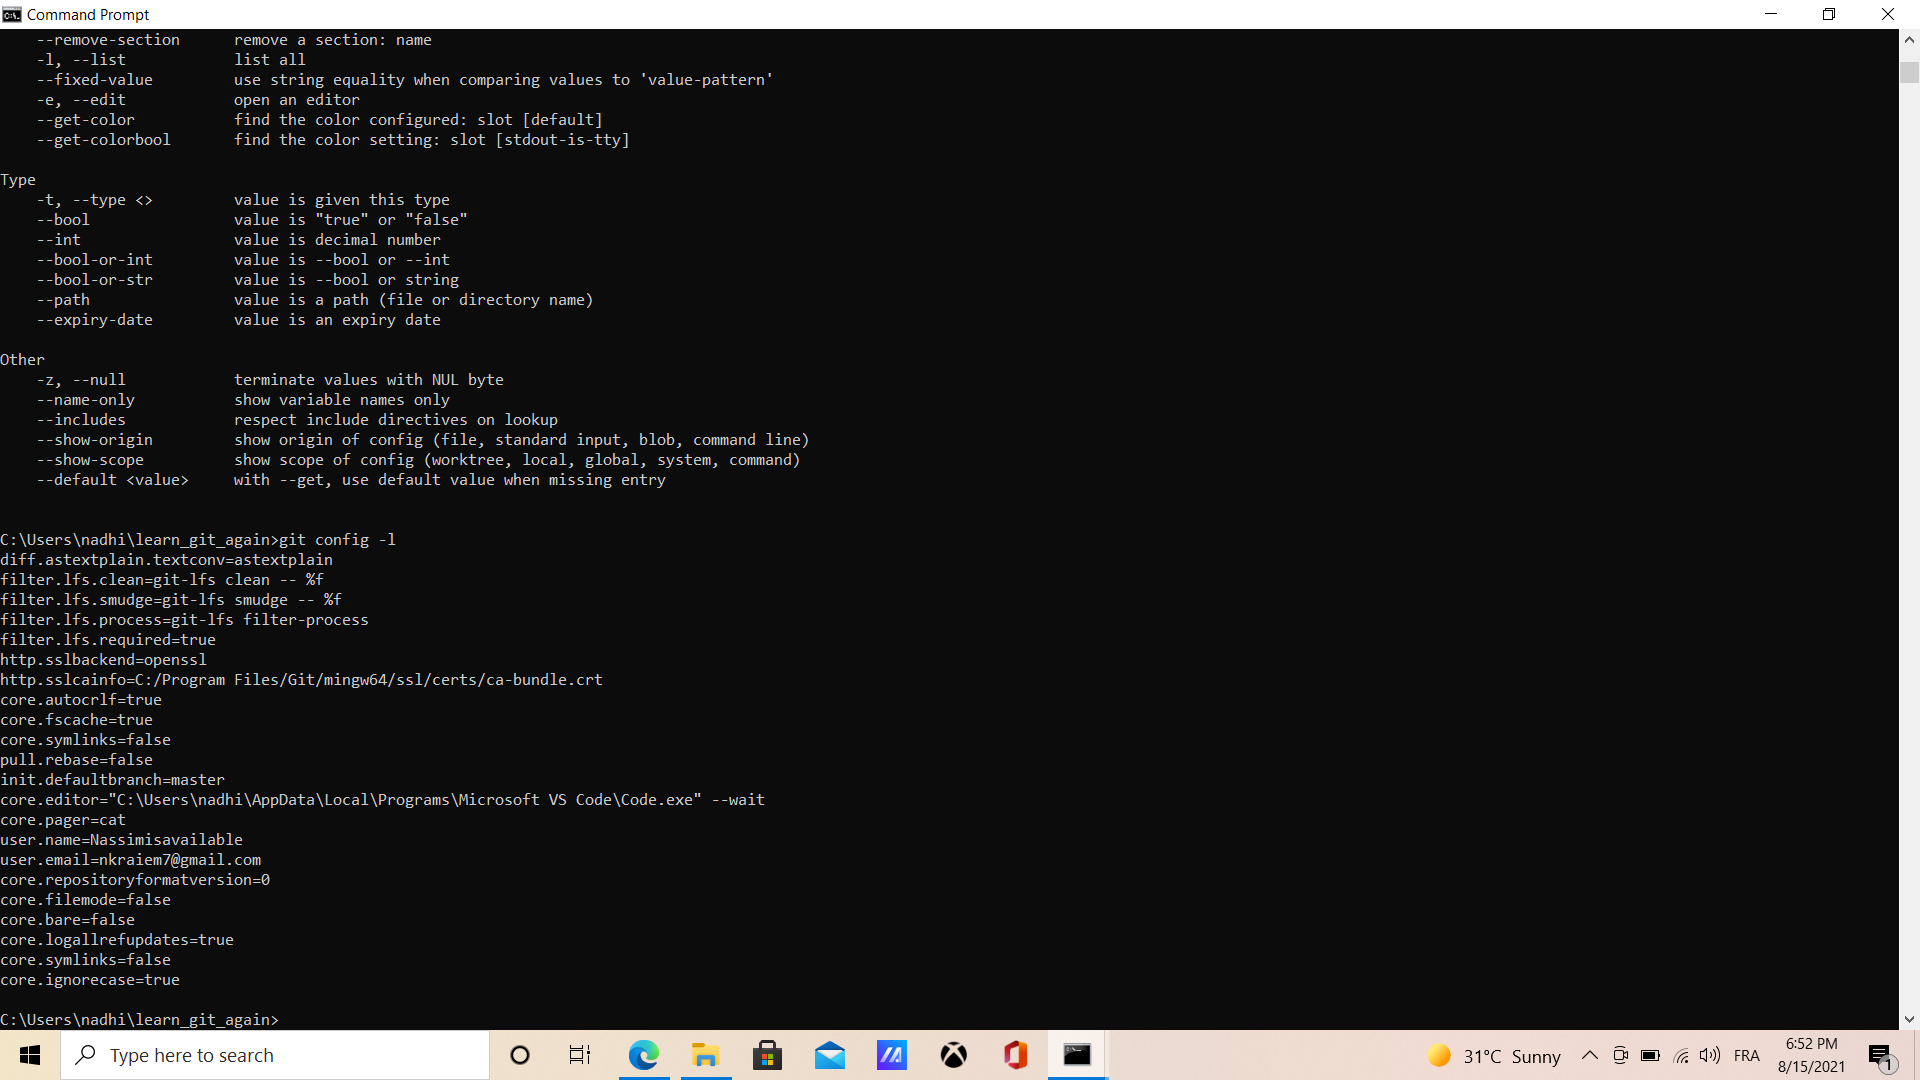 Command Prompt
--remove-section      remove a section: name
-l, --list            list all
--fixed-value         use string equality when comparing values to 'value-pattern'
-e, --edit            open an editor
--get-color           find the color configured: slot [default]
--get-colorbool       find the color setting: slot [stdout-is-tty]
Type
-t, --type <>         value is given this type
--bool                value is "true" or "false"
--int                 value is decimal number
--bool-or-int         value is --bool or --int
--bool-or-str         value is --bool or string
--path                value is a path (file or directory name)
--expiry-date         value is an expiry date
Other
-z, --null            terminate values with NUL byte
--name-only           show variable names only
--includes            respect include directives on lookup
--show-origin         show origin of config (file, standard input, blob, command line)
--show-scope          show scope of config (worktree, local, global, system, command)
--default <value>     with --get, use default value when missing entry
C:\Users\nadhi\learn_git_again>git config -l
diff.astextplain.textconv=astextplain
filter.lfs.clean=git-lfs clean -- %f
filter.lfs.smudge=git-lfs smudge -- %f
filter.lfs.process=git-lfs filter-process
filter.lfs.required=true
http.sslbackend=openssl
http.sslcainfo=C:/Program Files/Git/mingw64/ssl/certs/ca-bundle.crt
core.autocrlf=true
core.fscache=true
core.symlinks=false
pull.rebase=false
init.defaultbranch=master
core.editor="C:\Users\nadhi\AppData\Local\Programs\Microsoft VS Code\Code.exe" --wait
core.pager=cat
user.name=Nassimisavailable
user.email=nkraiem7@gmail.com
core.repositoryformatversion=0
core.filemode=false
core.bare=false
core.logallrefupdates=true
core.symlinks=false
core.ignorecase=true
C:\Users\nadhi\learn_git_again>
Type here to search
31°C Sunny
FRA
6:52 PM
8/15/2021
1